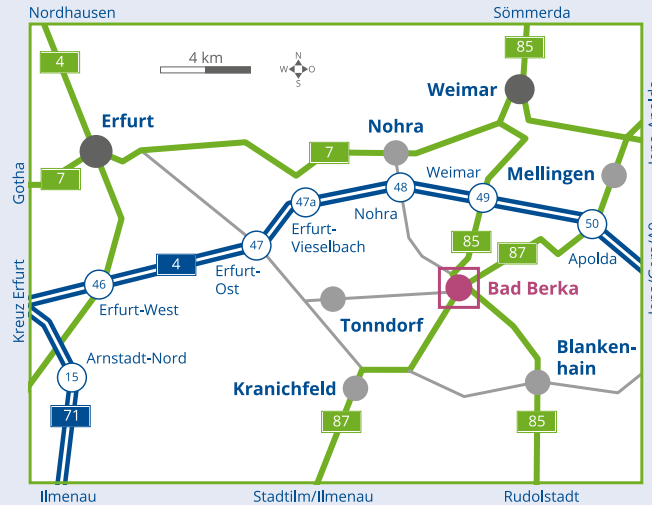 Nordhausen
Sömmerda
4
85
4 km
N
W
O
S
Weimar
Erfurt
Nohra
7
7
Gotha
Weimar
Mellingen
47a
48
49
50
Nohra
Erfurt-
Vieselbach
47
Erfurt-
Ost
4
85
87
Apolda
46
Erfurt-West
Kreuz Erfurt
Bad Berka
Tonndorf
Arnstadt-Nord
15
Blanken-
hain
Kranichfeld
71
87
85
Ilmenau
Stadtilm/Ilmenau
Rudolstadt